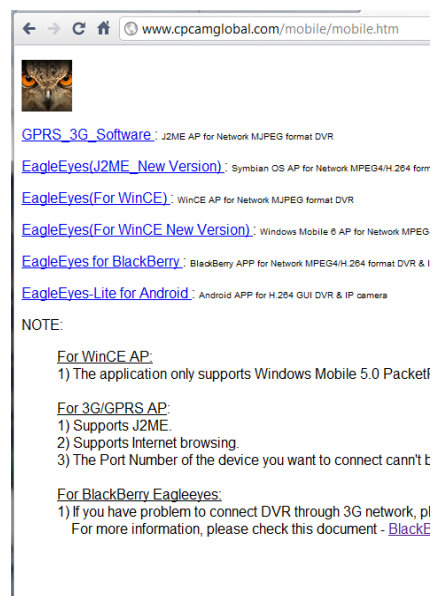 www.cpcamglobal.com/mobile/mobile.htm
GPRS_3G_Software : J2ME AP for Network MJPEG format DVR
EagleEyes(J2ME_New Version) : Symbian OS AP for Network MPEG4/H.264 form
EagleEyes(For WinCE) : WinCE AP for Network MJPEG format DVR
EagleEyes(For WinCE New Version) : Windows Mobile 6 AP for Network MPEG
EagleEyes for BlackBerry : BlackBerry APP for Network MPEG4/H.264 format DVR & I
EagleEyes-Lite for Android : Android APP for H.264 GUI DVR & IP camera
NOTE:
For WinCE AP:
1) The application only supports Windows Mobile 5.0 Packet
For 3G/GPRS AP:
1) Supports J2ME.
2) Supports Internet browsing.
3) The Port Number of the device you want to connect cann't b
For BlackBerry Eagleeyes:
1) If you have problem to connect DVR through 3G network, pl
For more information, please check this document - BlackB